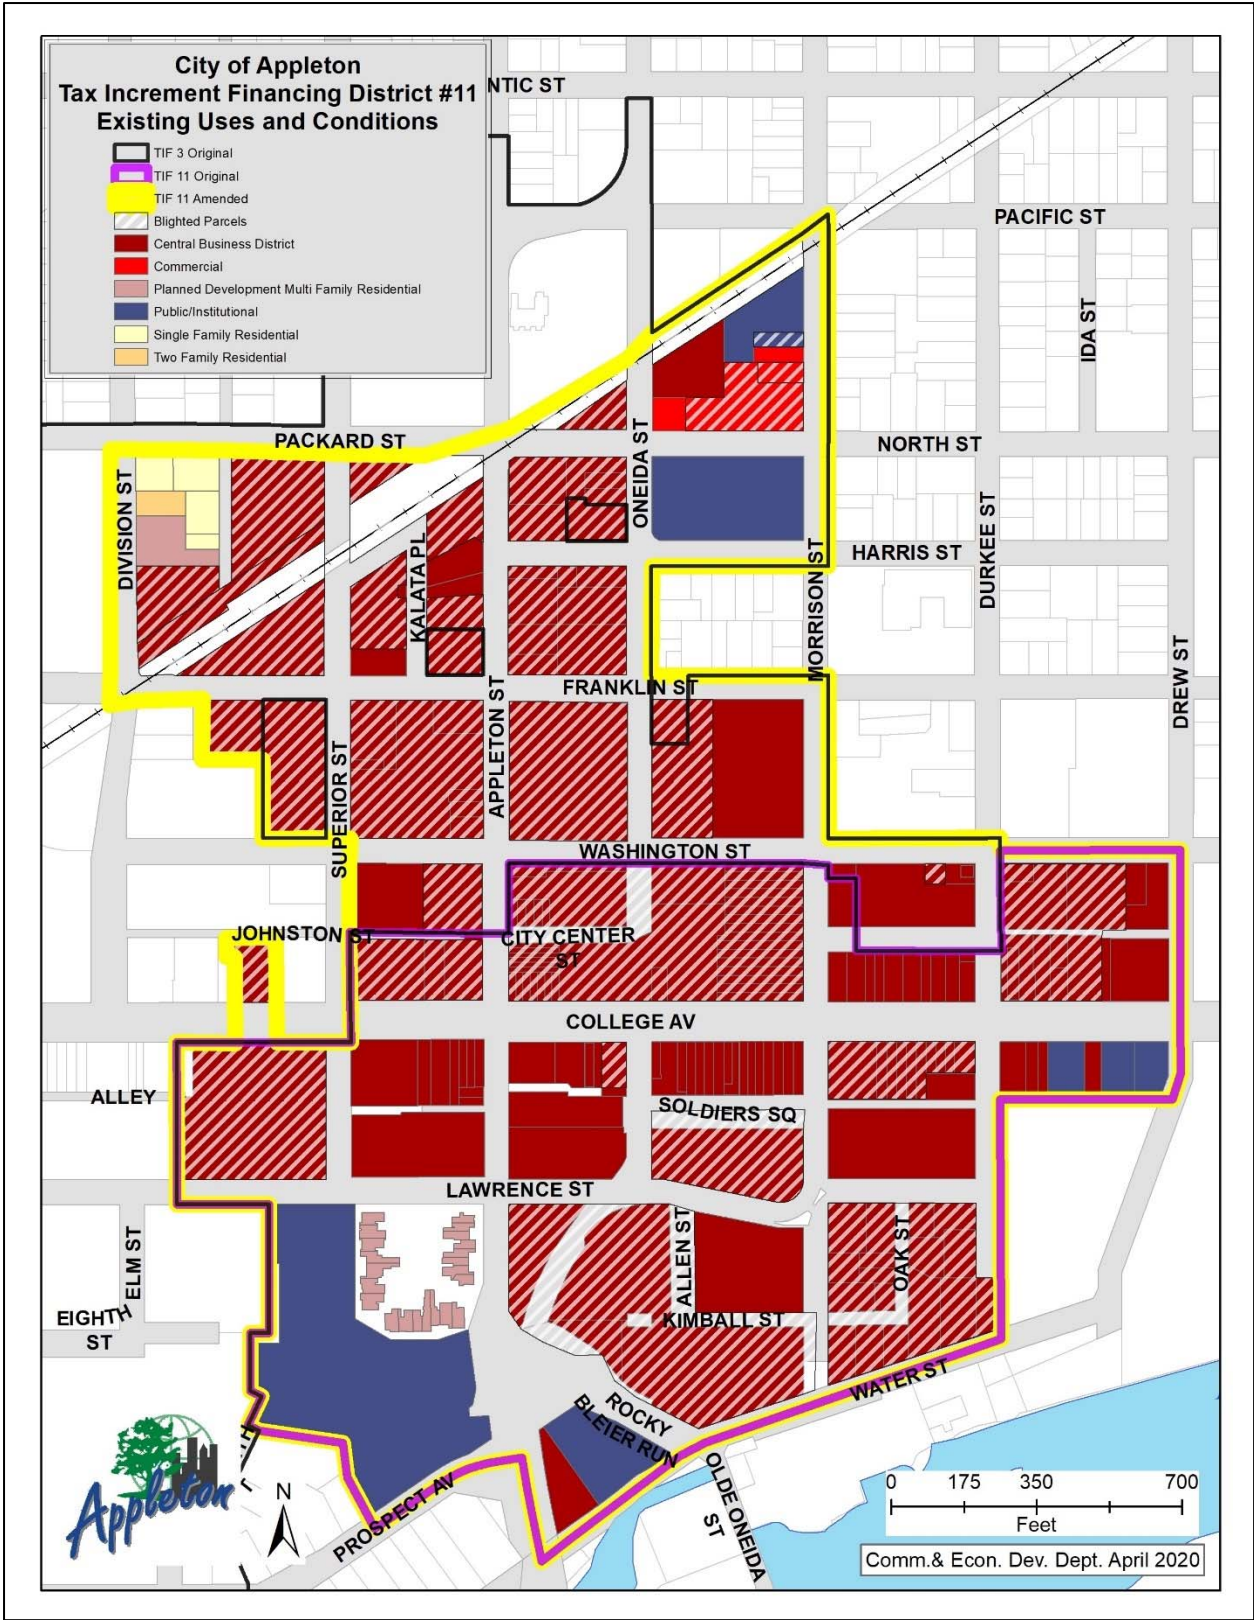 City of Appleton
Tax Increment Financing District #11
Existing Uses and Conditions
TIF 3 Original
TIF 11 Original
TIF 11 Amended
Blighted Parcels
Central Business District
Commercial
Planned Development Multi Family Residential
Public/Institutional
Single Family Residential
Two Family Residential
NTIC ST
PACIFIC ST
IDA ST
PACKARD ST
ONEIDA ST
NORTH ST
DIVISION ST
KALATA PL
HARRIS ST
DURKEE ST
MORRISON ST
DREW ST
FRANKLIN ST
APPLETON ST
SUPERIOR ST
WASHINGTON ST
JOHNSTON ST
CITY CENTER
ST
COLLEGE AV
ALLEY
SOLDIERS SQ
LAWRENCE ST
ELM ST
ALLEN ST
OAK ST
EIGHTH
ST
KIMBALL ST
WATER ST
ROCKY
BLEIER RUN
PROSPECT AV
OLDE ONEIDA
ST
Appleton
N
0 175 350 700
Feet
Comm.& Econ. Dev. Dept. April 2020